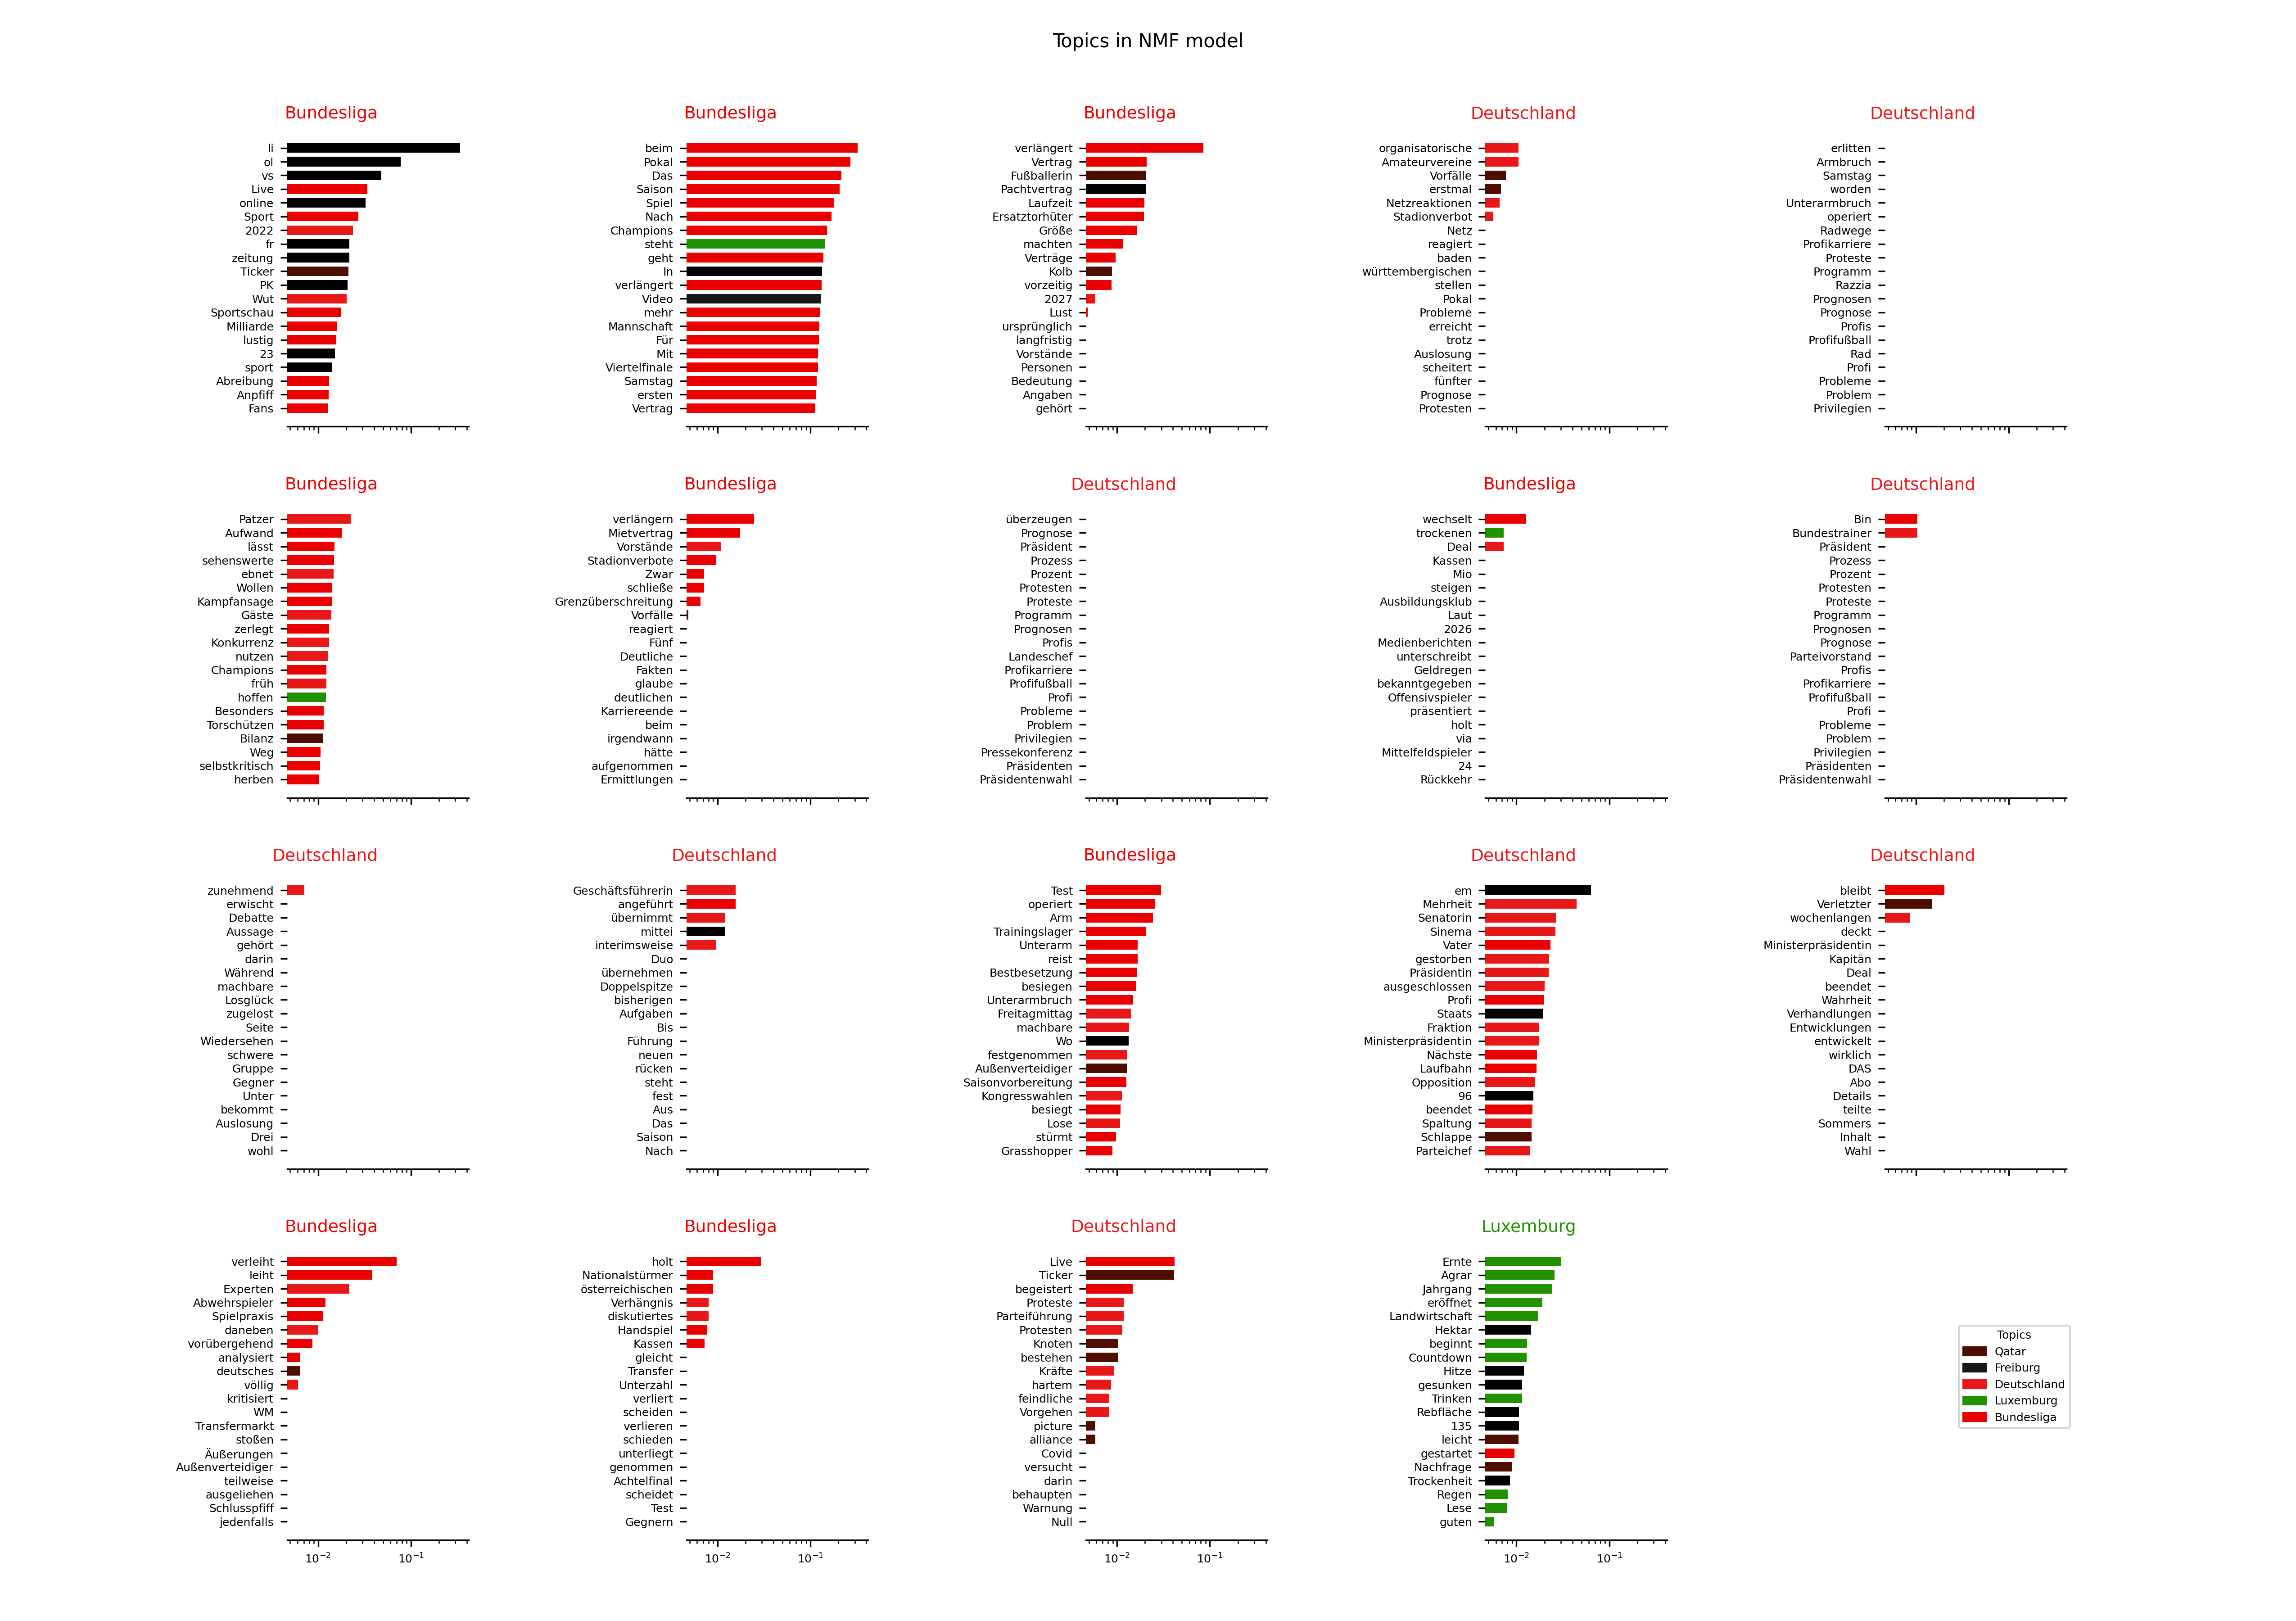 Topics in NMF model
Bundesliga
li
ol
vs
Live
online
Sport
2022
fr
zeitung
Ticker
PK
Wut
Sportschau
Milliarde
lustig
23
sport
Abreibung
Anpfiff
Fans
Bundesliga
beim
Pokal
Das
Saison
Spiel
Nach
Champions
steht
geht
In
verlängert
Video
mehr
Mannschaft
Für
Mit
Viertelfinale
Samstag
ersten
Vertrag
Bundesliga
verlängert
Vertrag
Fußballerin
Pachtvertrag
Laufzeit
Ersatztorhüter
Größe
machten
Verträge
Kolb
vorzeitig
2027
Lust
ursprünglich
langfristig
Vorstände
Personen
Bedeutung
Angaben
gehört
Deutschland
organisatorische
Amateurvereine
Vorfälle
erstmal
Netzreaktionen
Stadionverbot
Netz
reagiert
baden
württembergischen
stellen
Pokal
Probleme
erreicht
trotz
Auslosung
scheitert
fünfter
Prognose
Protesten
Deutschland
erlitten
Armbruch
Samstag
worden
Unterarmbruch
operiert
Radwege
Profikarriere
Proteste
Programm
Razzia
Prognosen
Prognose
Profis
Profifußball
Rad
Profi
Probleme
Problem
Privilegien
Bundesliga
Patzer
Aufwand
lässt
sehenswerte
ebnet
Wollen
Kampfansage
Gäste
zerlegt
Konkurrenz
nutzen
Champions
früh
hoffen
Besonders
Torschützen
Bilanz
Weg
selbstkritisch
herben
Bundesliga
verlängern
Mietvertrag
Vorstände
Stadionverbote
Zwar
schließe
Grenzüberschreitung
Vorfälle
reagiert
Fünf
Deutliche
Fakten
glaube
deutlichen
Karriereende
beim
irgendwann
hätte
aufgenommen
Ermittlungen
Deutschland
überzeugen
Prognose
Präsident
Prozess
Prozent
Protesten
Proteste
Programm
Prognosen
Profis
Landeschef
Profikarriere
Profifußball
Profi
Probleme
Problem
Privilegien
Pressekonferenz
Präsidenten
Präsidentenwahl
Bundesliga
wechselt
trockenen
Deal
Kassen
Mio
steigen
Ausbildungsklub
Laut
2026
Medienberichten
unterschreibt
Geldregen
bekanntgegeben
Offensivspieler
präsentiert
holt
via
Mittelfeldspieler
24
Rückkehr
Deutschland
Bin
Bundestrainer
Präsident
Prozess
Prozent
Protesten
Proteste
Programm
Prognosen
Prognose
Parteivorstand
Profis
Profikarriere
Profifußball
Profi
Probleme
Problem
Privilegien
Präsidenten
Präsidentenwahl
Deutschland
zunehmend
erwischt
Debatte
Aussage
gehört
darin
Während
machbare
Losglück
zugelost
Seite
Wiedersehen
schwere
Gruppe
Gegner
Unter
bekommt
Auslosung
Drei
wohl
Deutschland
Geschäftsführerin
angeführt
übernimmt
mittei
interimsweise
Duo
übernehmen
Doppelspitze
bisherigen
Aufgaben
Bis
Führung
neuen
rücken
steht
fest
Aus
Das
Saison
Nach
Bundesliga
Test
operiert
Arm
Trainingslager
Unterarm
reist
Bestbesetzung
besiegen
Unterarmbruch
Freitagmittag
machbare
Wo
festgenommen
Außenverteidiger
Saisonvorbereitung
Kongresswahlen
besiegt
Lose
stürmt
Grasshopper
Deutschland
em
Mehrheit
Senatorin
Sinema
Vater
gestorben
Präsidentin
ausgeschlossen
Profi
Staats
Fraktion
Ministerpräsidentin
Nächste
Laufbahn
Opposition
96
beendet
Spaltung
Schlappe
Parteichef
Deutschland
bleibt
Verletzter
wochenlangen
deckt
Ministerpräsidentin
Kapitän
Deal
beendet
Wahrheit
Verhandlungen
Entwicklungen
entwickelt
wirklich
DAS
Abo
Details
teilte
Sommers
Inhalt
Wahl
Bundesliga
verleiht
leiht
Experten
Abwehrspieler
Spielpraxis
daneben
vorübergehend
analysiert
deutsches
völlig
kritisiert
WM
Transfermarkt
stoßen
Äußerungen
Außenverteidiger
teilweise
ausgeliehen
Schlusspfiff
jedenfalls
10⁻² 10⁻¹
Bundesliga
holt
Nationalstürmer
österreichischen
Verhängnis
diskutiertes
Handspiel
Kassen
gleicht
Transfer
Unterzahl
verliert
scheiden
verlieren
schieden
unterliegt
genommen
Achtelfinal
scheidet
Test
Gegnern
10⁻² 10⁻¹
Deutschland
Live
Ticker
begeistert
Proteste
Parteiführung
Protesten
Knoten
bestehen
Kräfte
hartem
feindliche
Vorgehen
picture
alliance
Covid
versucht
darin
behaupten
Warnung
Null
10⁻² 10⁻¹
Luxemburg
Ernte
Agrar
Jahrgang
eröffnet
Landwirtschaft
Hektar
beginnt
Countdown
Hitze
gesunken
Trinken
Rebfläche
135
leicht
gestartet
Nachfrage
Trockenheit
Regen
Lese
guten
10⁻² 10⁻¹
Topics
Qatar
Freiburg
Deutschland
Luxemburg
Bundesliga